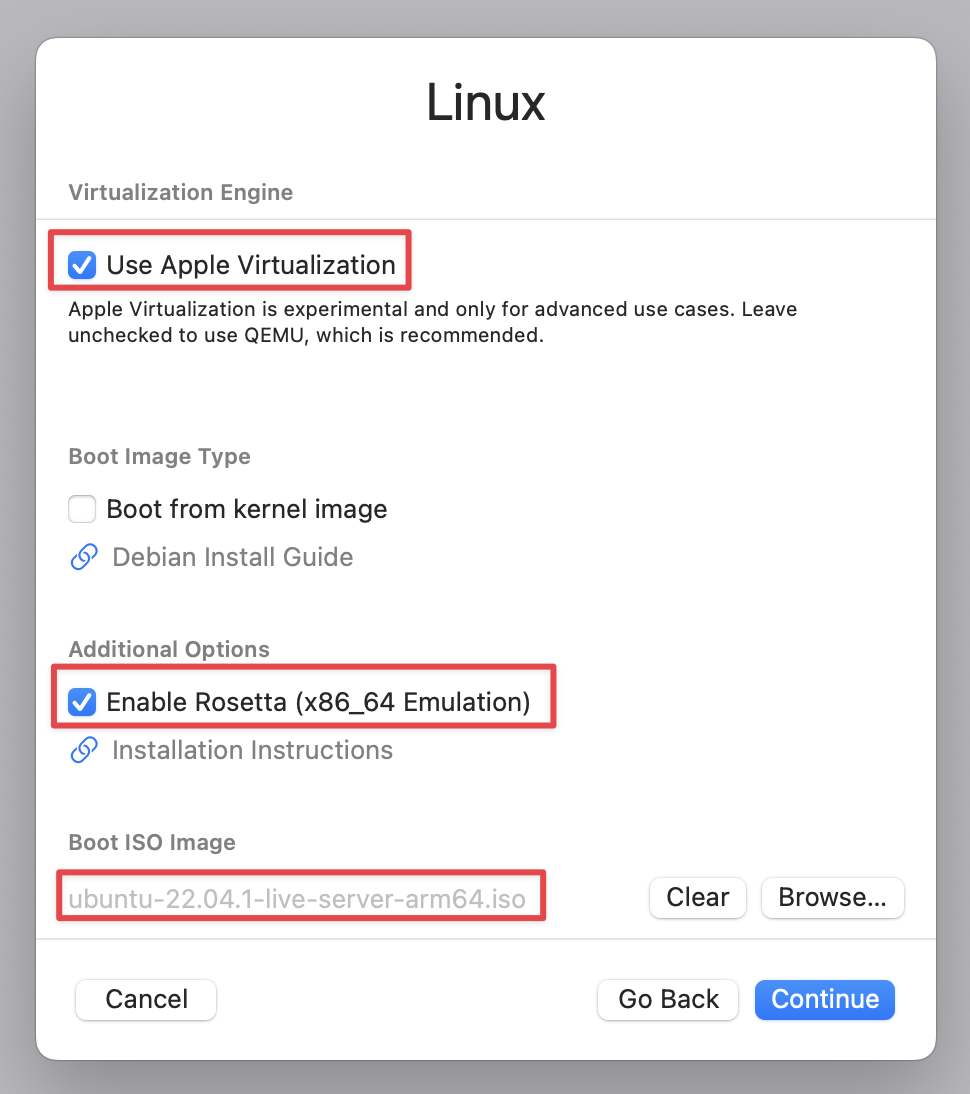 Linux
Virtualization Engine
Use Apple Virtualization
Apple Virtualization is experimental and only for advanced use cases. Leave
unchecked to use QEMU, which is recommended.
Boot Image Type
Boot from kernel image
Debian Install Guide
Additional Options
Enable Rosetta (x86_64 Emulation)
Installation Instructions
Boot ISO Image
ubuntu-22.04.1-live-server-arm64.iso
Clear
Browse...
Cancel
Go Back
Continue